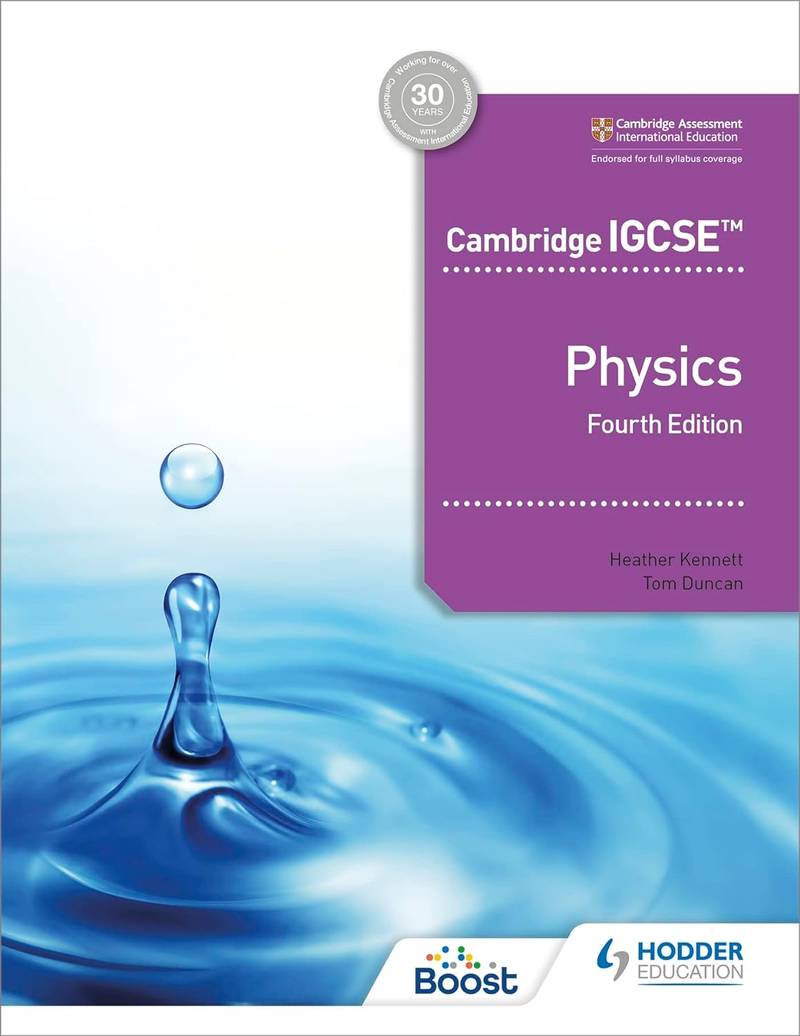 Working for over
30
YEARS
WITH
Cambridge Assessment International Education
Cambridge Assessment
International Education
Endorsed for full syllabus coverage
Cambridge IGCSE™
Physics
Fourth Edition
Heather Kennett
Tom Duncan
Boost
HODDER
EDUCATION